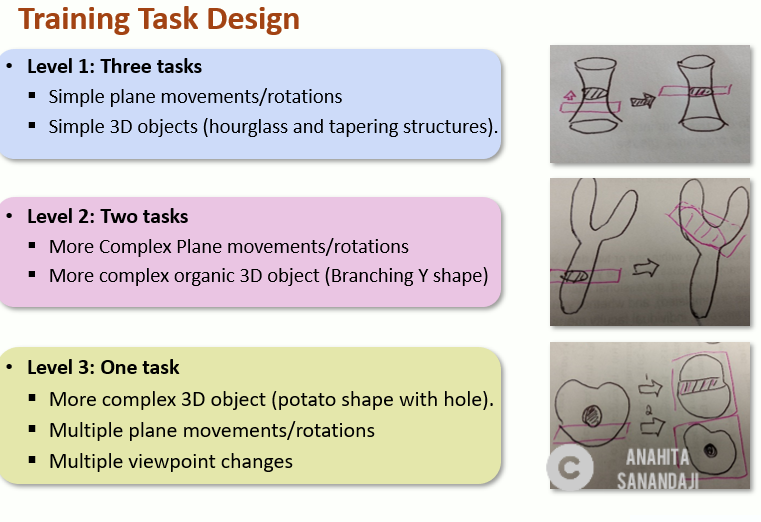 Training Task Design
• Level 1: Three tasks
▪ Simple plane movements/rotations
▪ Simple 3D objects (hourglass and tapering structures).
• Level 2: Two tasks
▪ More Complex Plane movements/rotations
▪ More complex organic 3D object (Branching Y shape)
• Level 3: One task
▪ More complex 3D object (potato shape with hole).
▪ Multiple plane movements/rotations
▪ Multiple viewpoint changes
1
2
© ANAHITA
SANANDAJI